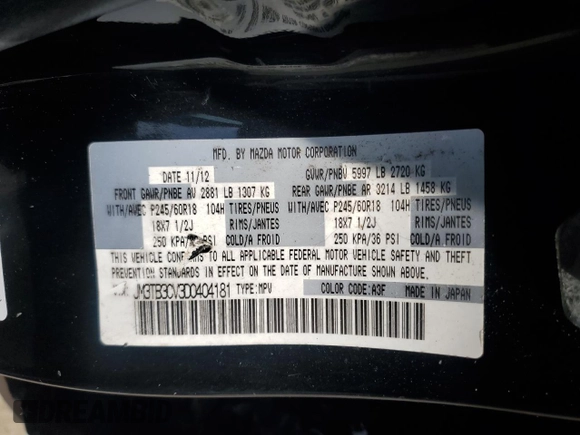 MFD. BY MAZDA MOTOR CORPORATION
DATE 11/12 GVWR/PNBV 5997 LB 2720 KG
FRONT GAWR/PNBE AV 2881 LB 1307 KG REAR GAWR/PNBE AR 3214 LB 1458 KG
WITH/AVEC P245/60R18 104H TIRES/PNEUS WITH/AVEC P245/60R18 104H TIRES/PNEUS
18X7 1/2J RIMS/JANTES 18X7 1/2J RIMS/JANTES
250 KPA/ PSI COLD/A FROID 250 KPA/36 PSI COLD/A FROID
THIS VEHICLE CONFORMS TO ALL APPLICABLE FEDERAL MOTOR VEHICLE SAFETY AND THEFT
PREVENTION STANDARDS IN EFFECT ON THE DATE OF MANUFACTURE SHOWN ABOVE.
JM3TB3CV3D0404181 TYPE: MPV COLOR CODE: A3F MADE IN JAPAN
DREAMBID